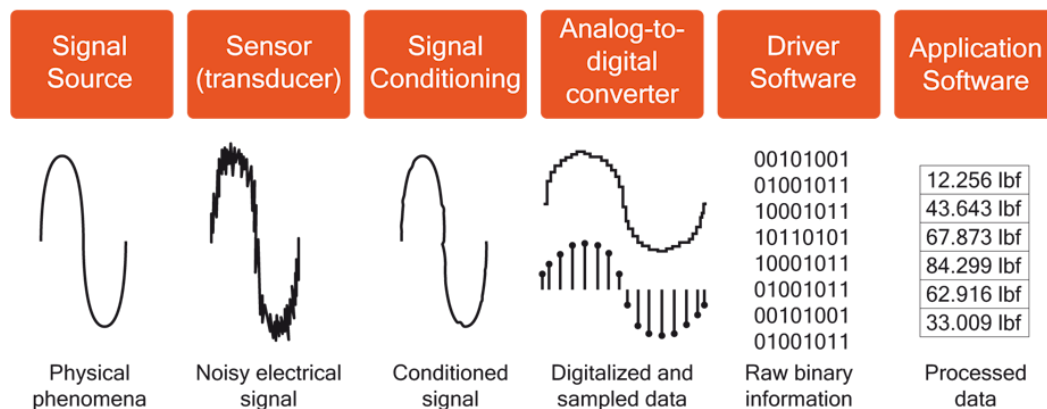 Signal
Source
Sensor
(transducer)
Signal
Conditioning
Analog-to-
digital
converter
Driver
Software
Application
Software
00101001
01001011
10001011
10110101
10001011
01001011
00101001
01001011
12.256 lbf
43.643 lbf
67.873 lbf
84.299 lbf
62.916 lbf
33.009 lbf
Physical
phenomena
Noisy electrical
signal
Conditioned
signal
Digitalized and
sampled data
Raw binary
information
Processed
data